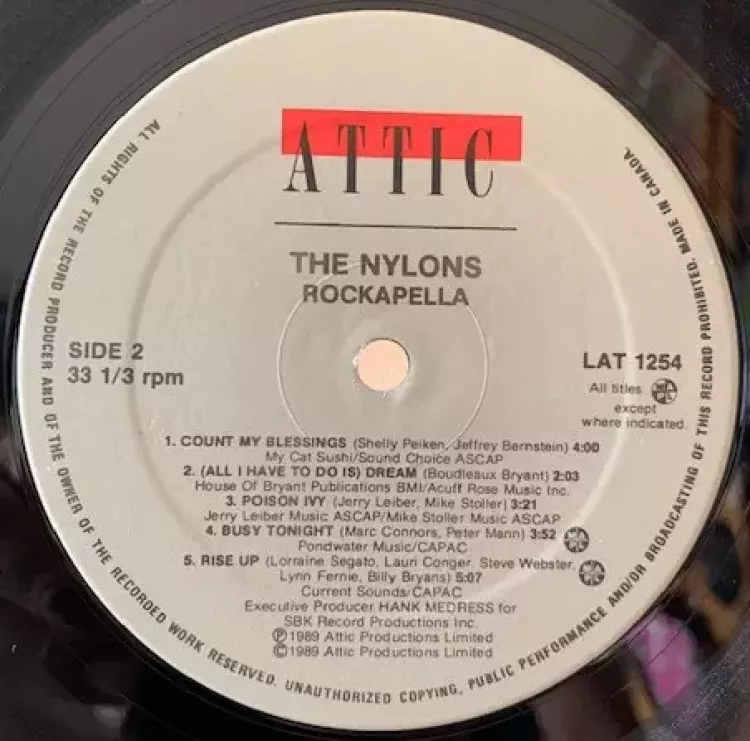 ATTIC
THE NYLONS
ROCKAPELLA
SIDE 2
33 1/3 rpm
LAT 1254
All titles
except
where indicated.
1. COUNT MY BLESSINGS (Shelly Peiken, Jeffrey Bernstein) 4:00
My Cat Sushi/Sound Choice ASCAP
2. (ALL I HAVE TO DO IS) DREAM (Boudleaux Bryant) 2:03
House Of Bryant Publications BMI/Acuff Rose Music Inc.
3. POISON IVY (Jerry Leiber, Mike Stoller) 3:21
Jerry Leiber Music ASCAP/Mike Stoller Music ASCAP
4. BUSY TONIGHT (Marc Connors, Peter Mann) 3:52
Pondwater Music/CAPAC
5. RISE UP (Lorraine Segato, Lauri Conger, Steve Webster,
Lynn Fernie, Billy Bryans) 5:07
Current Sounds/CAPAC
Executive Producer HANK MEDRESS for
SBK Record Productions Inc.
℗1989 Attic Productions Limited
©1989 Attic Productions Limited
ALL RIGHTS OF THE RECORD PRODUCER AND OF THE OWNER OF THE RECORDED WORK RESERVED. UNAUTHORIZED COPYING, PUBLIC PERFORMANCE AND/OR BROADCASTING OF THIS RECORD PROHIBITED. MADE IN CANADA.